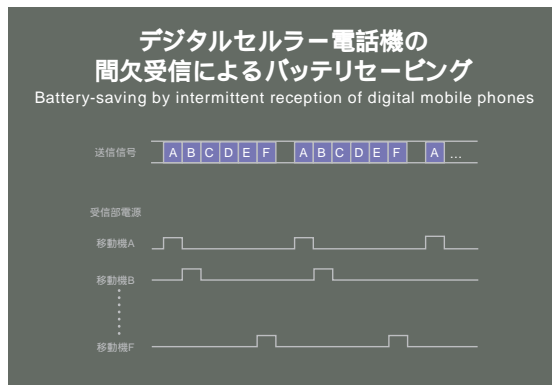 デジタルセルラー電話機の
間欠受信によるバッテリセービング
Battery-saving by intermittent reception of digital mobile phones
送信信号 A B C D E F A B C D E F A ...
受信部電源
移動機A
移動機B
移動機F